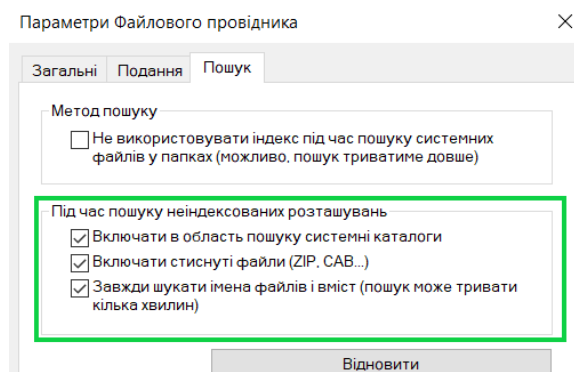 Параметри Файлового провідника
Загальні Подання Пошук
Метод пошуку
Не використовувати індекс під час пошуку системних
файлів у папках (можливо, пошук триватиме довше)
Під час пошуку неіндексованих розташувань
Включати в область пошуку системні каталоги
Включати стиснуті файли (ZIP, CAB...)
Завжди шукати імена файлів і вміст (пошук може тривати
кілька хвилин)
Відновити